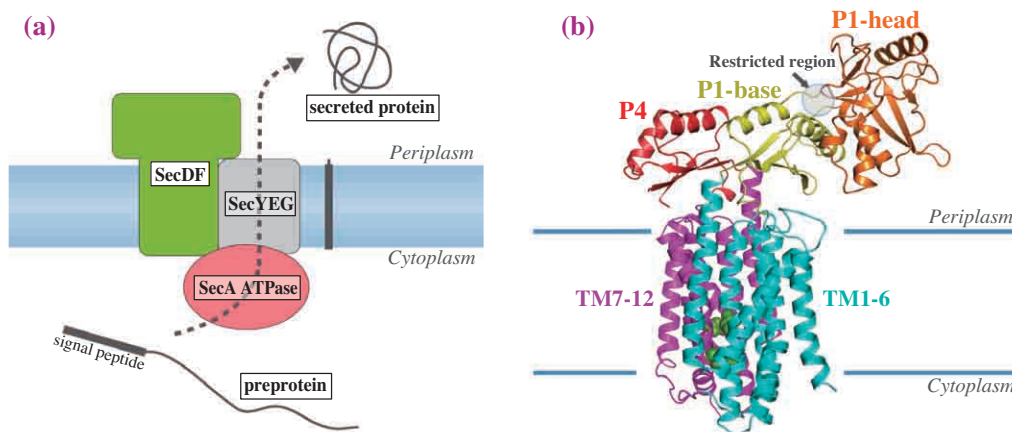 (a)
secreted protein
Periplasm
SecDF
SecYEG
Cytoplasm
SecA ATPase
signal peptide
preprotein
(b)
P1-head
Restricted region
P1-base
P4
Periplasm
TM7-12
TM1-6
Cytoplasm